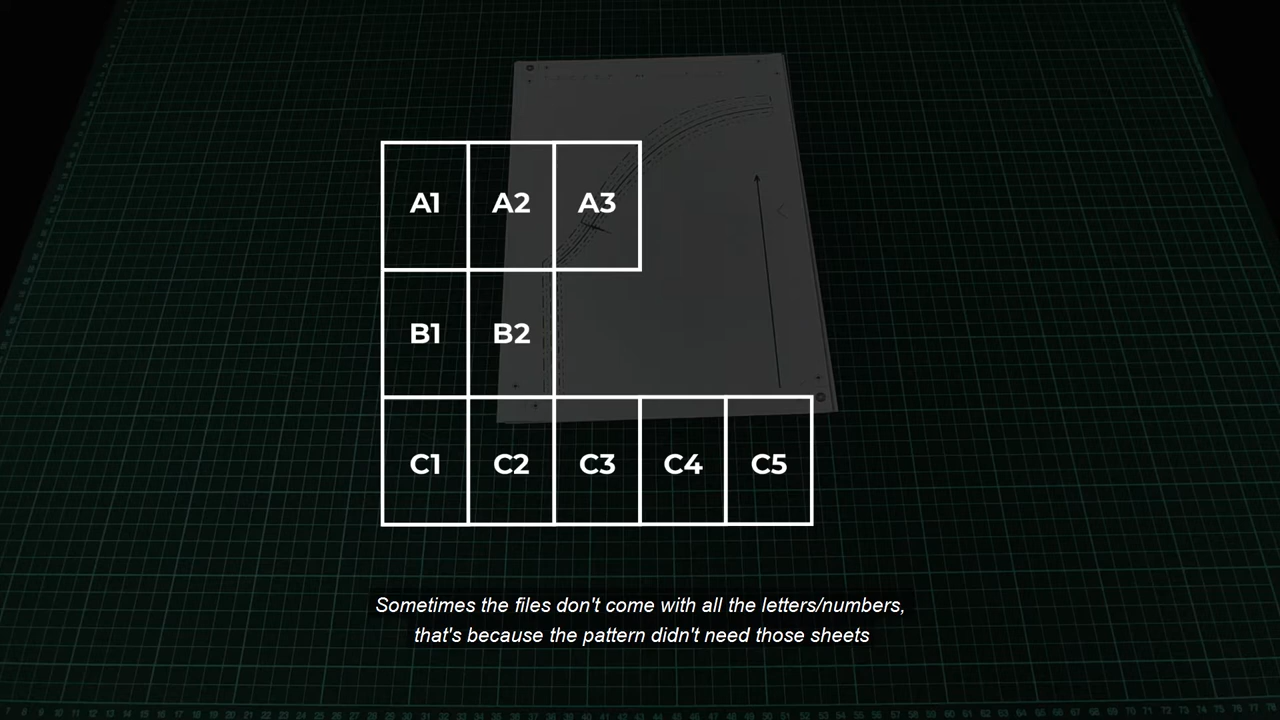 A1 A2 A3
B1 B2
C1 C2 C3 C4 C5
Sometimes the files don't come with all the letters/numbers,
that's because the pattern didn't need those sheets